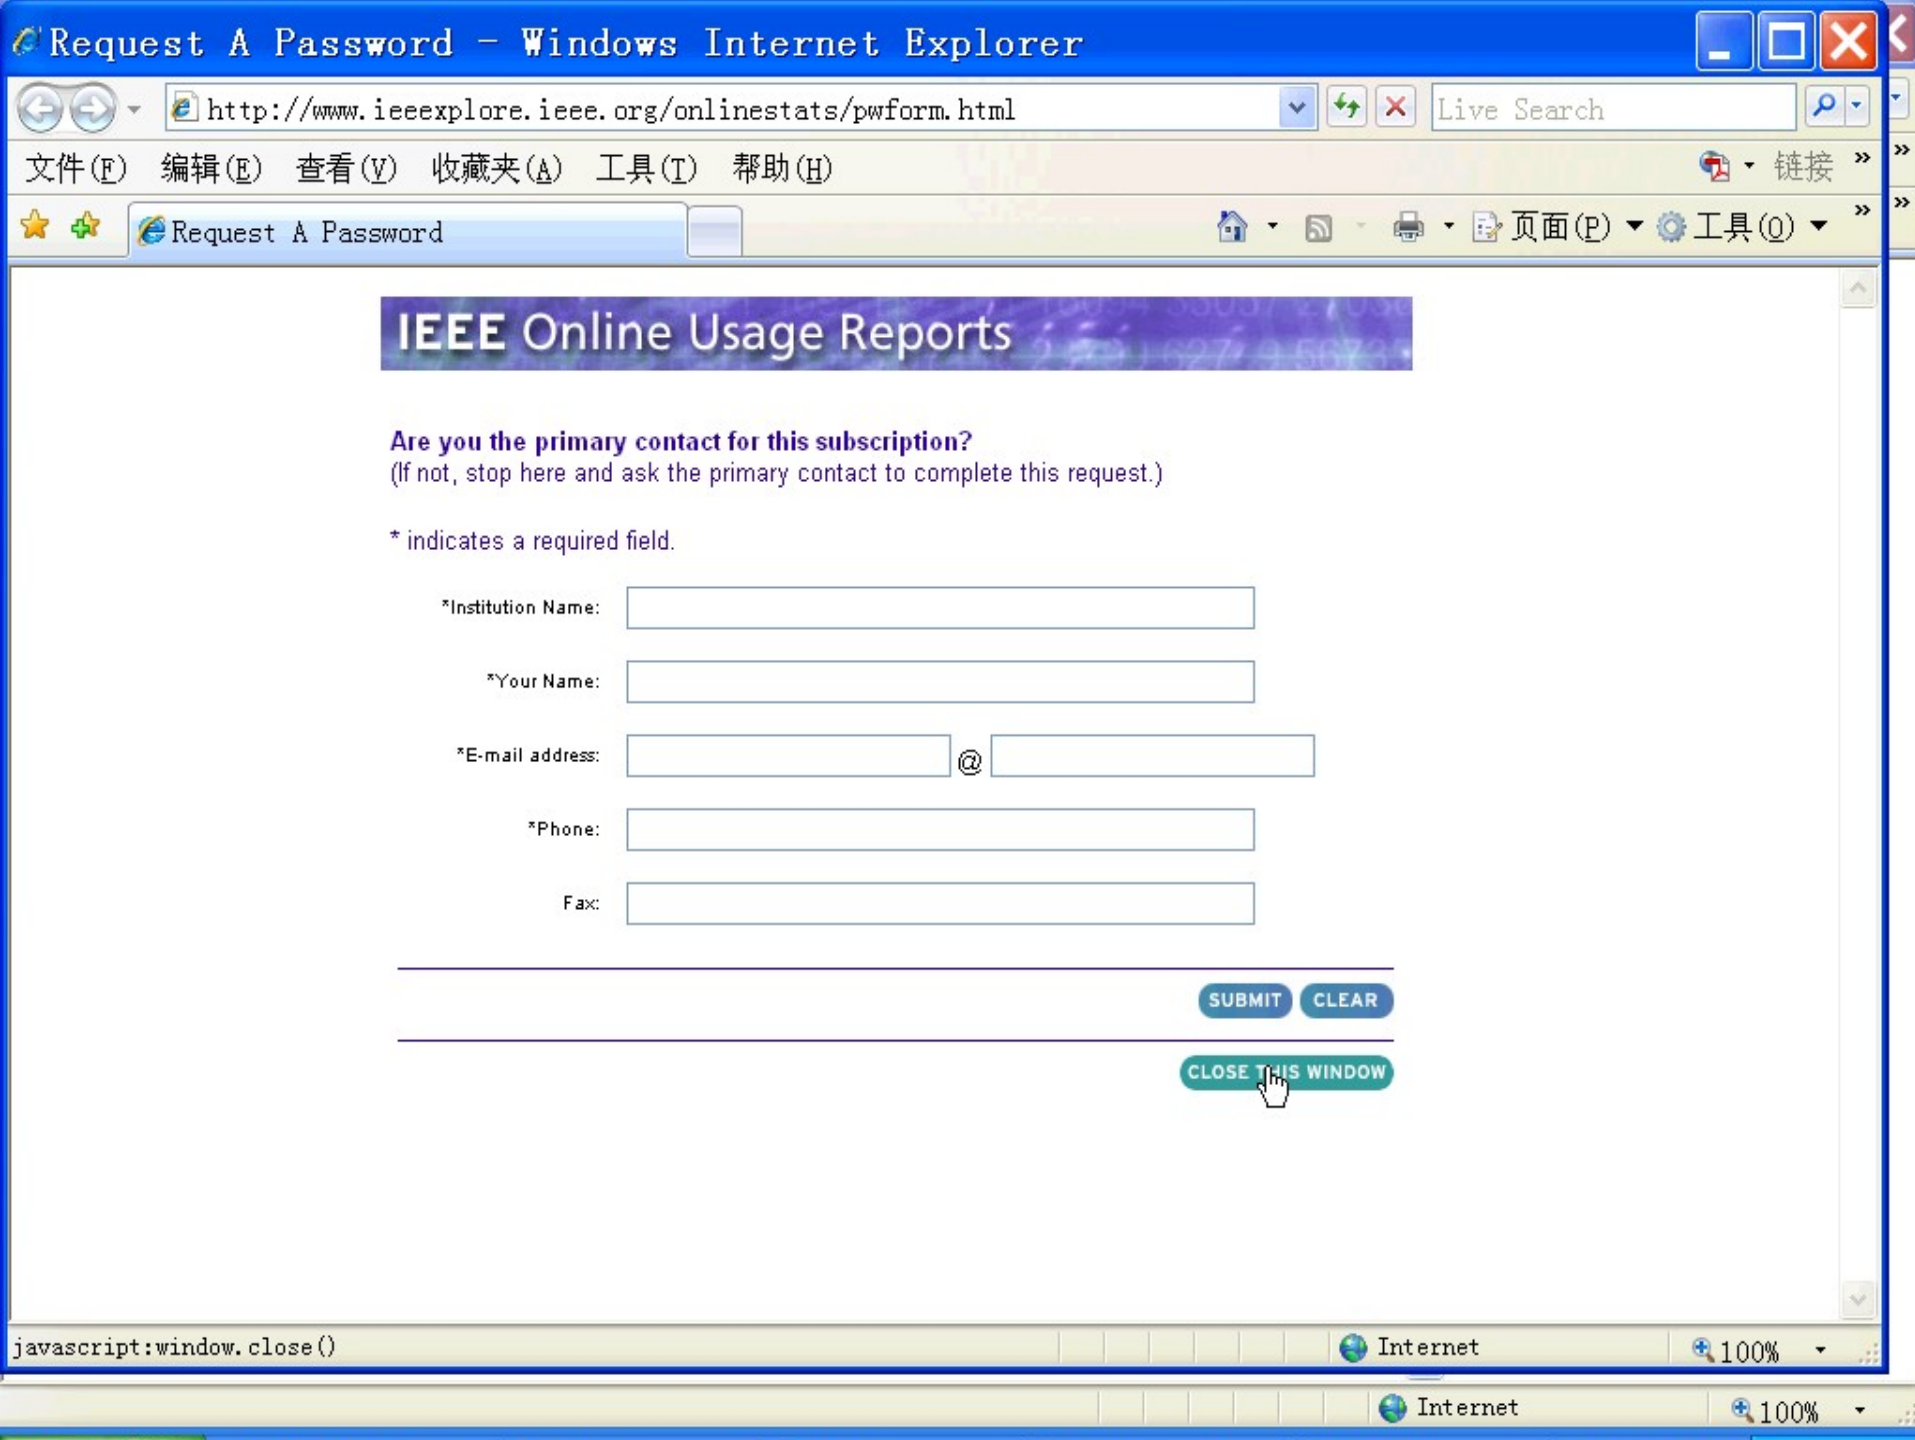 Request A Password - Windows Internet Explorer
http://www.ieeexplore.ieee.org/onlinestats/pwform.html
Live Search
文件(F) 编辑(E) 查看(V) 收藏夹(A) 工具(T) 帮助(H)
链接 »
»
Request A Password
页面(P) 工具(O) »
»
IEEE Online Usage Reports
Are you the primary contact for this subscription?
(If not, stop here and ask the primary contact to complete this request.)
* indicates a required field.
*Institution Name:
*Your Name:
*E-mail address: @
*Phone:
Fax:
SUBMIT CLEAR
CLOSE THIS WINDOW
javascript:window.close()
Internet
100%
Internet
100%